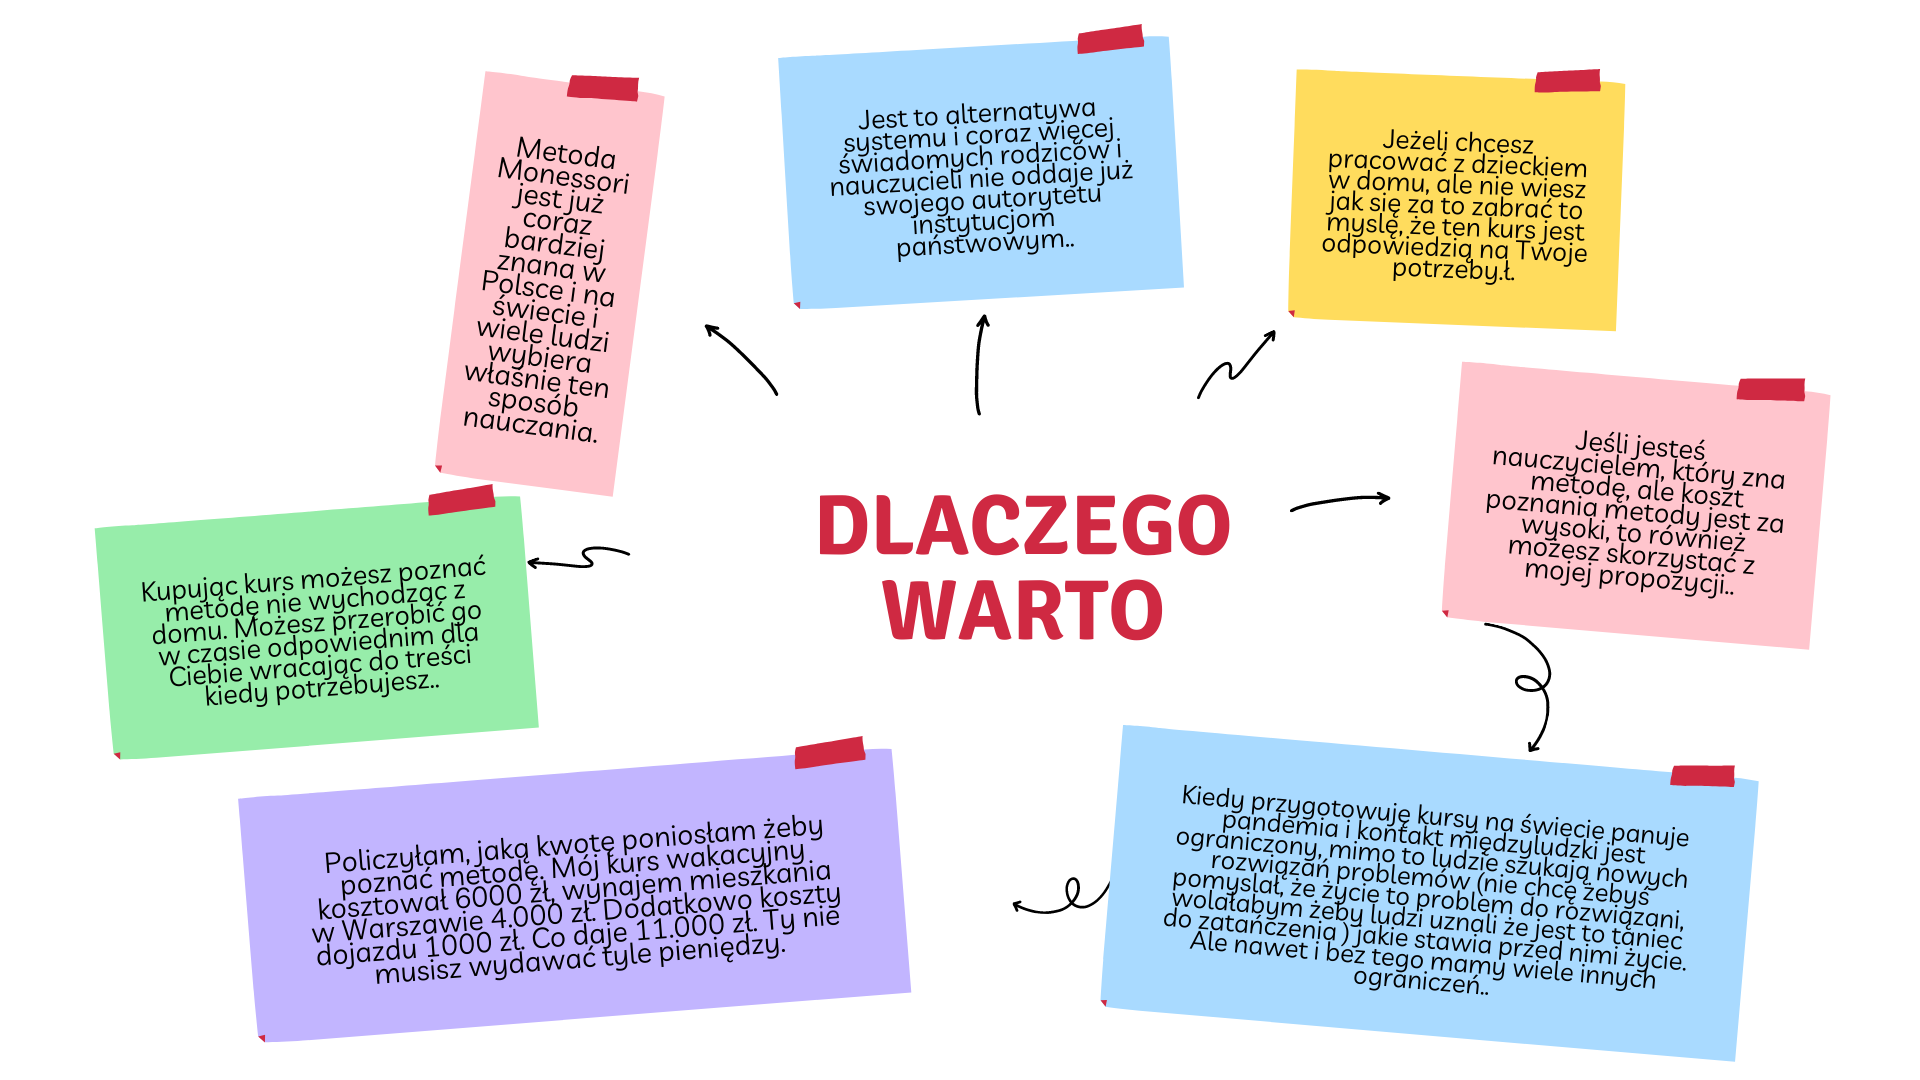 Metoda
Monessori
jest już
coraz
bardziej
znana w
Polsce i na
świecie i
wiele ludzi
wybiera
właśnie ten
sposób
nauczania.
Jest to alternatywa
systemu i coraz więcej
świadomych rodziców i
nauczycieli nie oddaje już
swojego autorytetu
instytucjom
państwowym..
Jeżeli chcesz
pracować z dzieckiem
w domu, ale nie wiesz
jak się za to zabrać to
myslę, że ten kurs jest
odpowiedzią na Twoje
potrzeby.ł.
Jeśli jesteś
nauczycielem, który zna
metodę, ale koszt
poznania metody jest za
wysoki, to również
możesz skorzystać z
mojej propozycji..
DLACZEGO
WARTO
Kupując kurs możesz poznać
metodę nie wychodząc z
domu. Możesz przerobić go
w czasie odpowiednim dla
Ciebie wracając do treści
kiedy potrzebujesz..
Policzyłam, jaką kwotę poniosłam żeby
poznać metodę. Mój kurs wakacyjny
kosztował 6000 zł, wynajem mieszkania
w Warszawie 4.000 zł. Dodatkowo koszty
dojazdu 1000 zł. Co daje 11.000 zł. Ty nie
musisz wydawać tyle pieniędzy.
Kiedy przygotowuję kursy na świecie panuje
pandemia i kontakt międzyludzki jest
ograniczony, mimo to ludzie szukają nowych
rozwiązań problemów (nie chcę żebyś
pomyslał, że życie to problem do rozwiązani,
wolałabym żeby ludzi uznali że jest to taniec
do zatańczenia ) jakie stawia przed nimi życie.
Ale nawet i bez tego mamy wiele innych
ograniczeń..